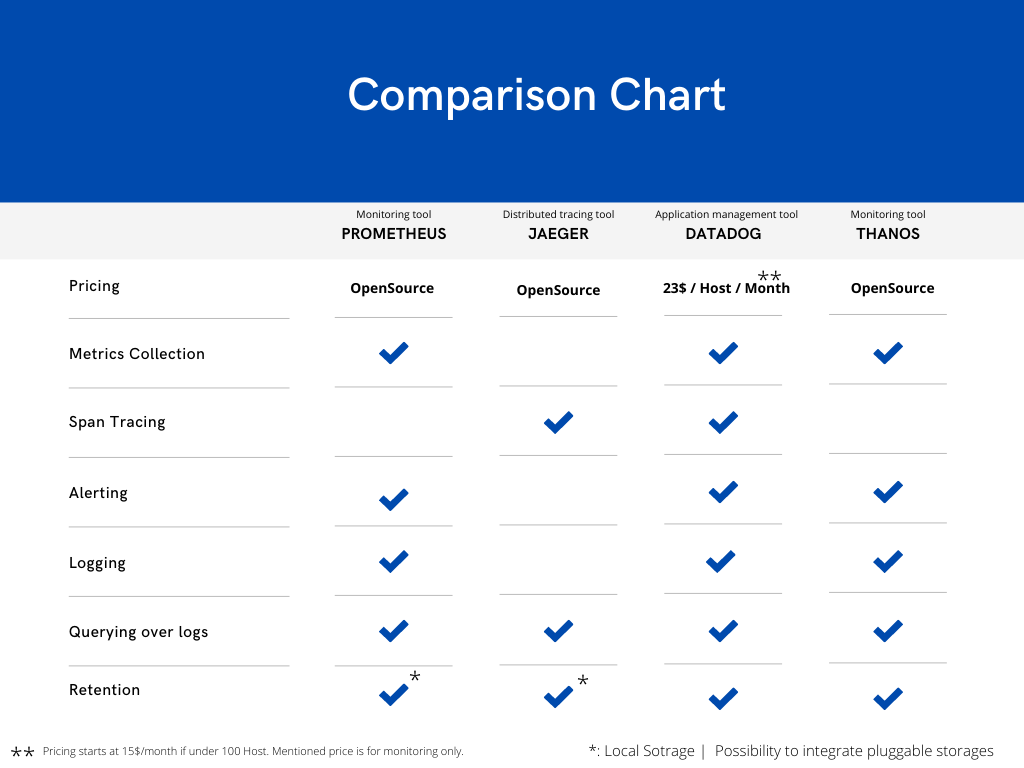 Comparison Chart
Monitoring tool Distributed tracing tool Application management tool Monitoring tool
PROMETHEUS JAEGER DATADOG THANOS
Pricing OpenSource OpenSource 23$ / Host / Month ** OpenSource
Metrics Collection
Span Tracing
Alerting
Logging
Querying over logs
Retention * *
** Pricing starts at 15$/month if under 100 Host. Mentioned price is for monitoring only.
*: Local Sotrage | Possibility to integrate pluggable storages